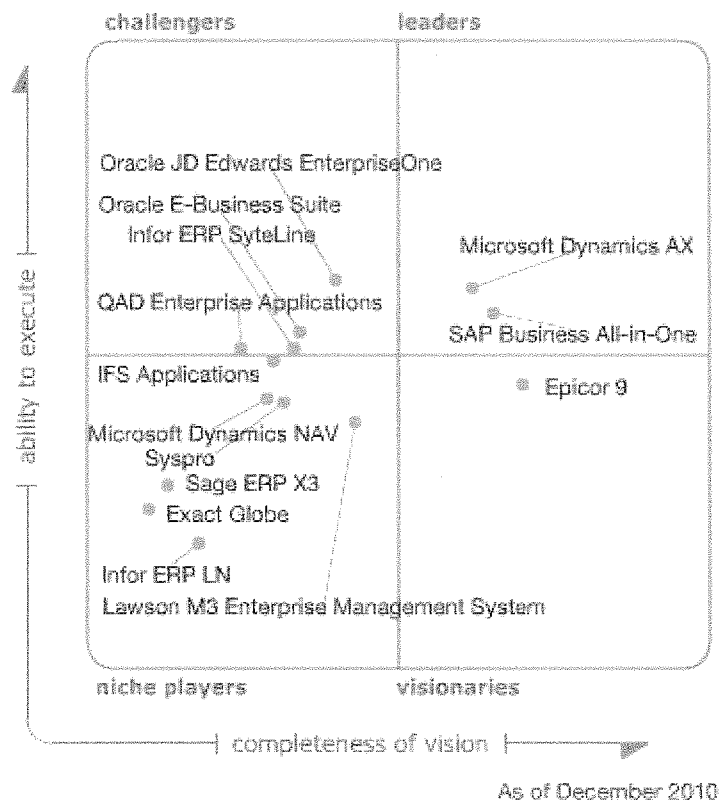 challengers
leaders
Oracle JD Edwards EnterpriseOne
Oracle E-Business Suite
Infor ERP SyteLine
Microsoft Dynamics AX
QAD Enterprise Applications
SAP Business All-in-One
IFS Applications
Epicor 9
Microsoft Dynamics NAV
Syspro
Sage ERP X3
Exact Globe
Infor ERP LN
Lawson M3 Enterprise Management System
niche players
visionaries
ability to execute
completeness of vision
As of December 2010